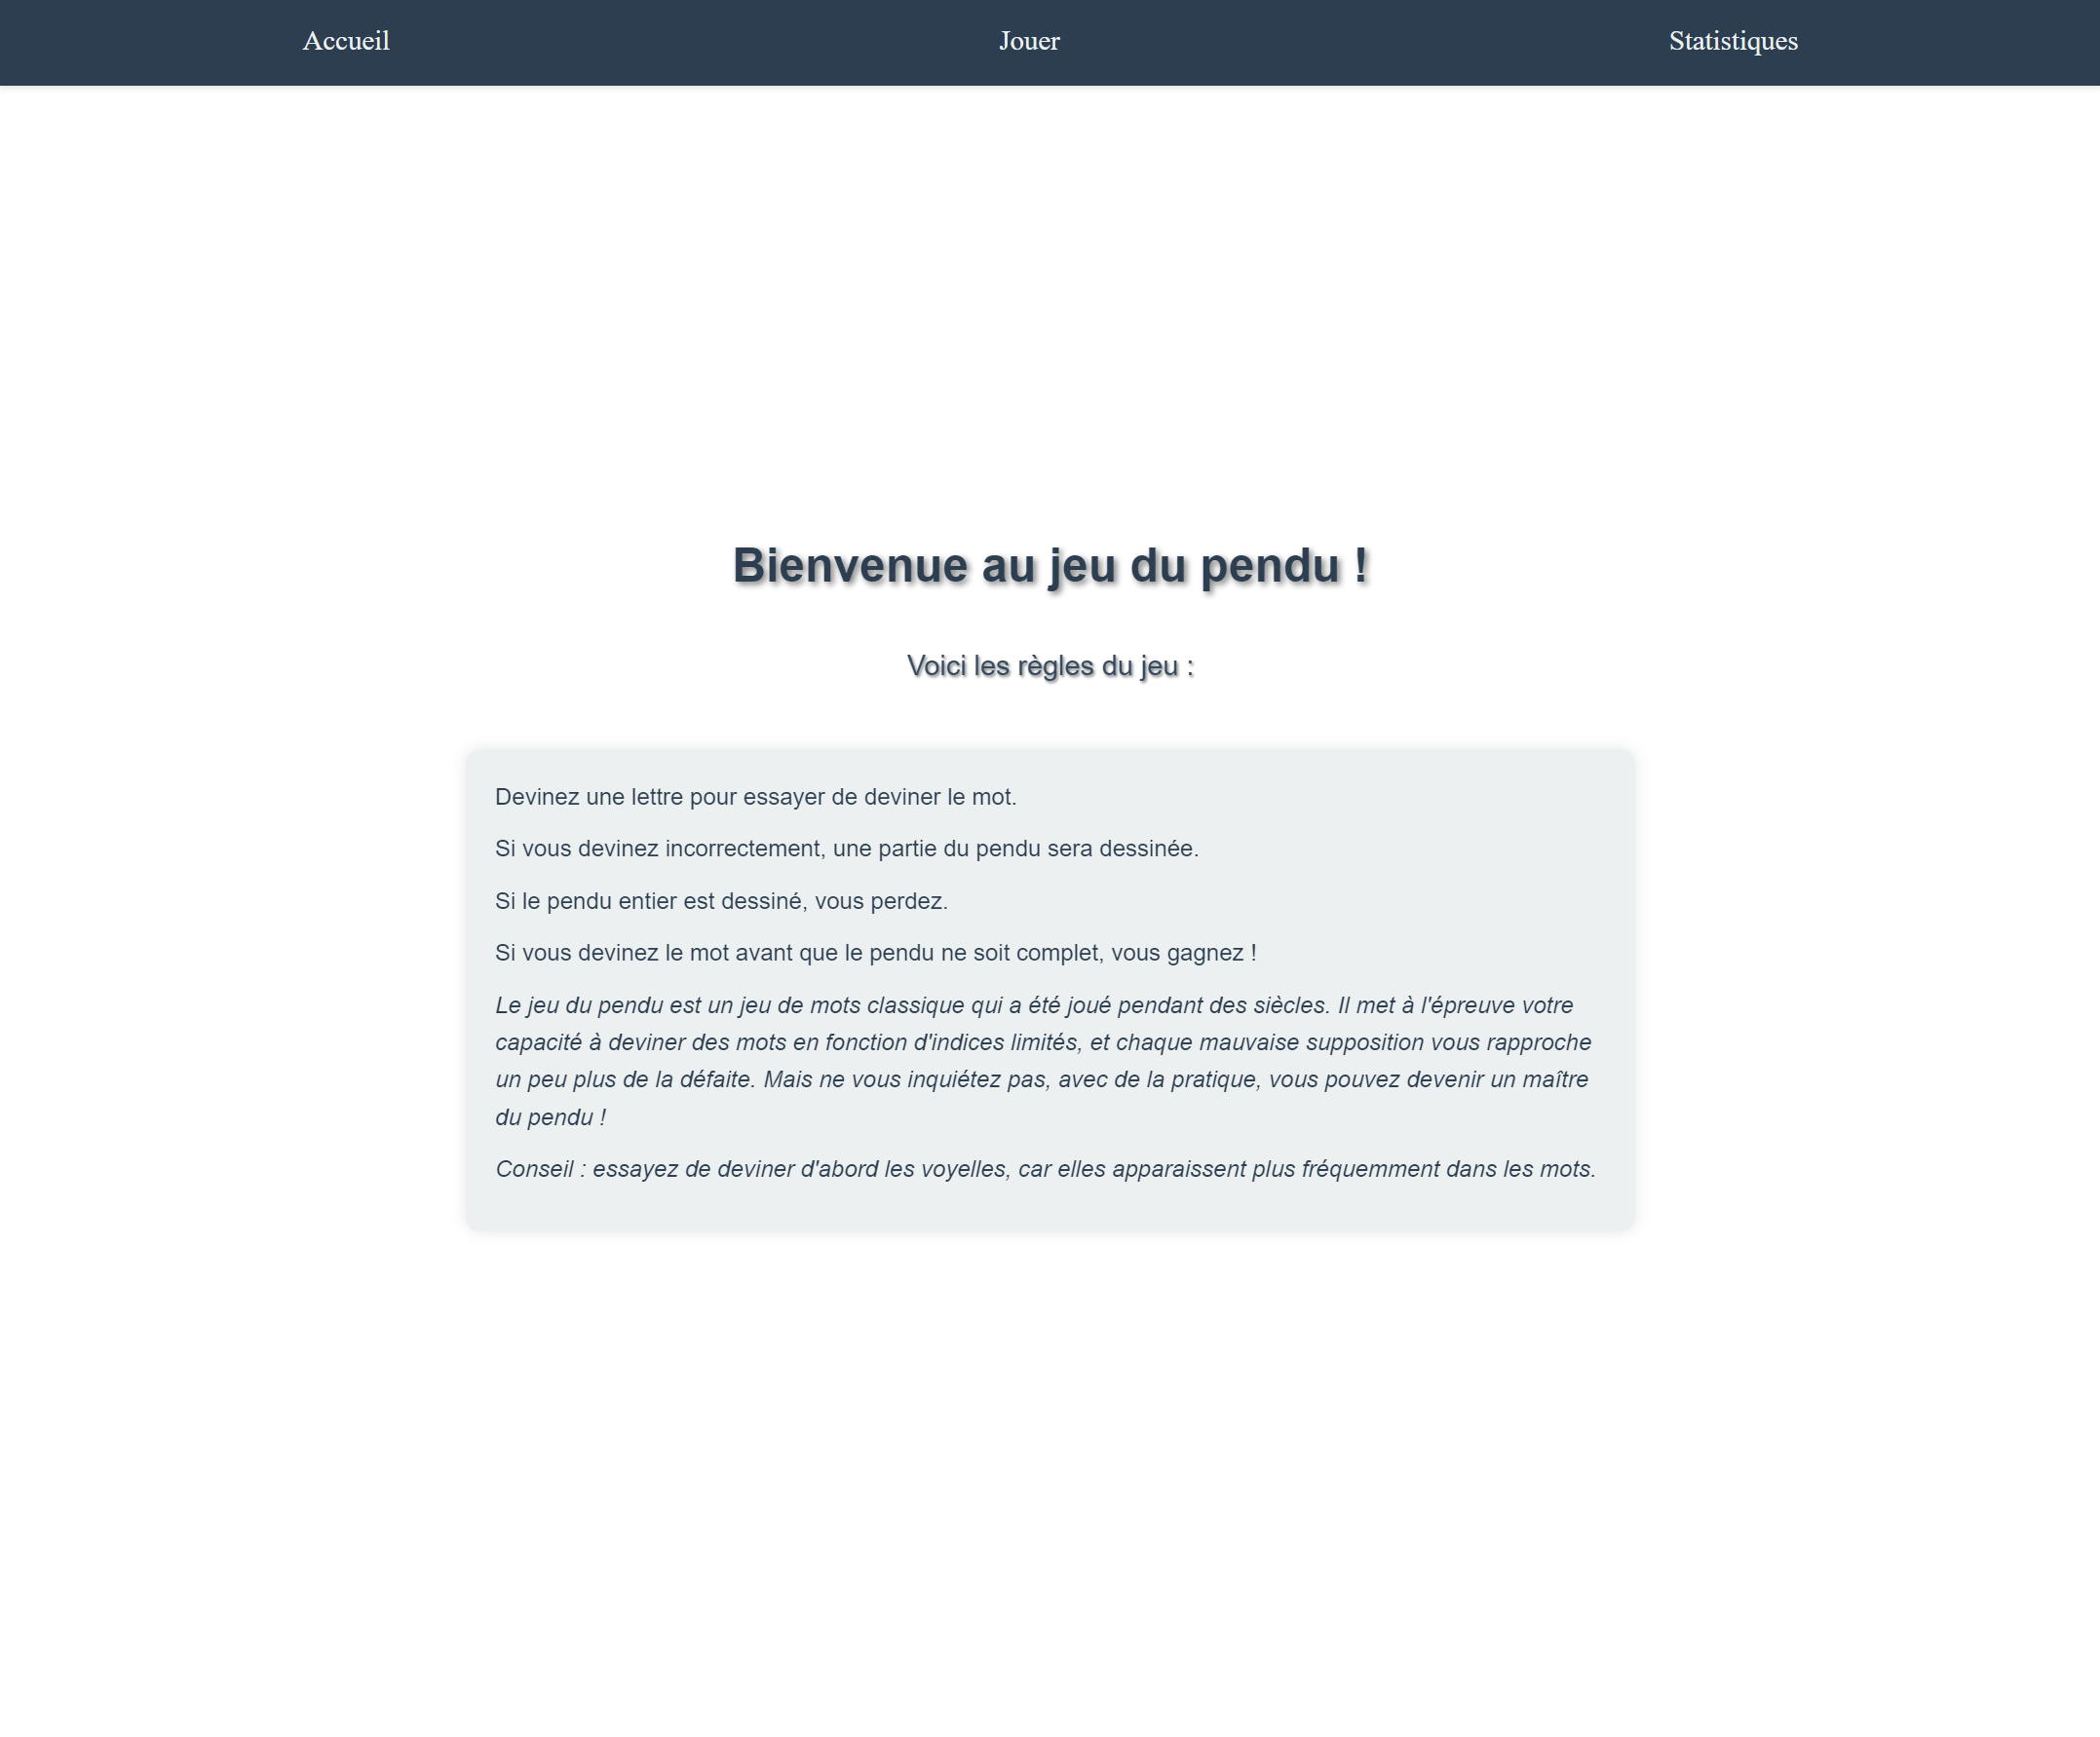 Accueil
Jouer
Statistiques
Bienvenue au jeu du pendu !
Voici les règles du jeu :
Devinez une lettre pour essayer de deviner le mot.
Si vous devinez incorrectement, une partie du pendu sera dessinée.
Si le pendu entier est dessiné, vous perdez.
Si vous devinez le mot avant que le pendu ne soit complet, vous gagnez !
Le jeu du pendu est un jeu de mots classique qui a été joué pendant des siècles. Il met à l'épreuve votre
capacité à deviner des mots en fonction d'indices limités, et chaque mauvaise supposition vous rapproche
un peu plus de la défaite. Mais ne vous inquiétez pas, avec de la pratique, vous pouvez devenir un maître
du pendu !
Conseil : essayez de deviner d'abord les voyelles, car elles apparaissent plus fréquemment dans les mots.